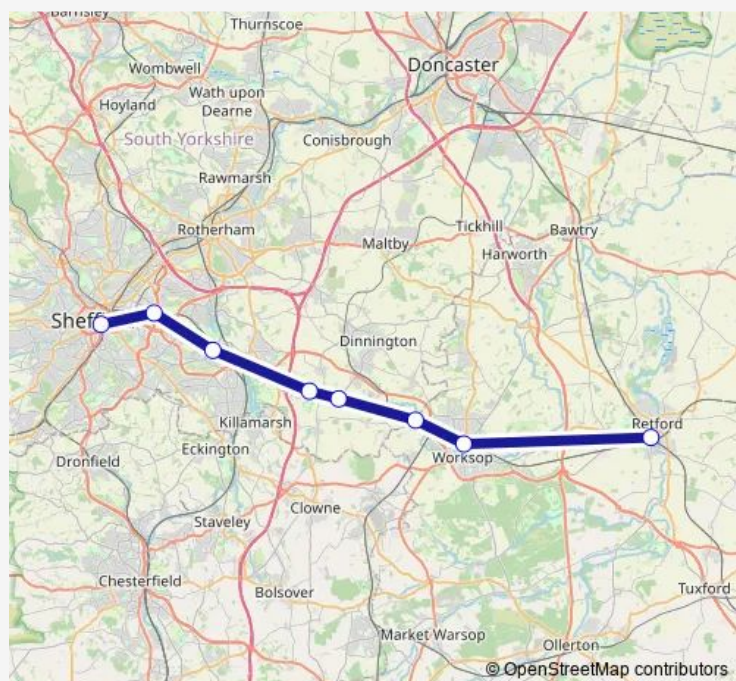 Barnsley
Thurnscoe
Wombwell
Doncaster
Hoyland
Wath upon
Dearne
South Yorkshire
Conisbrough
Rawmarsh
Rotherham
Maltby
Tickhill
Bawtry
Harworth
Sheff
Dinnington
Killamarsh
Retford
Eckington
Worksop
Dronfield
Clowne
Staveley
Chesterfield
Bolsover
Tuxford
Market Warsop
Ollerton
© OpenStreetMap contributors